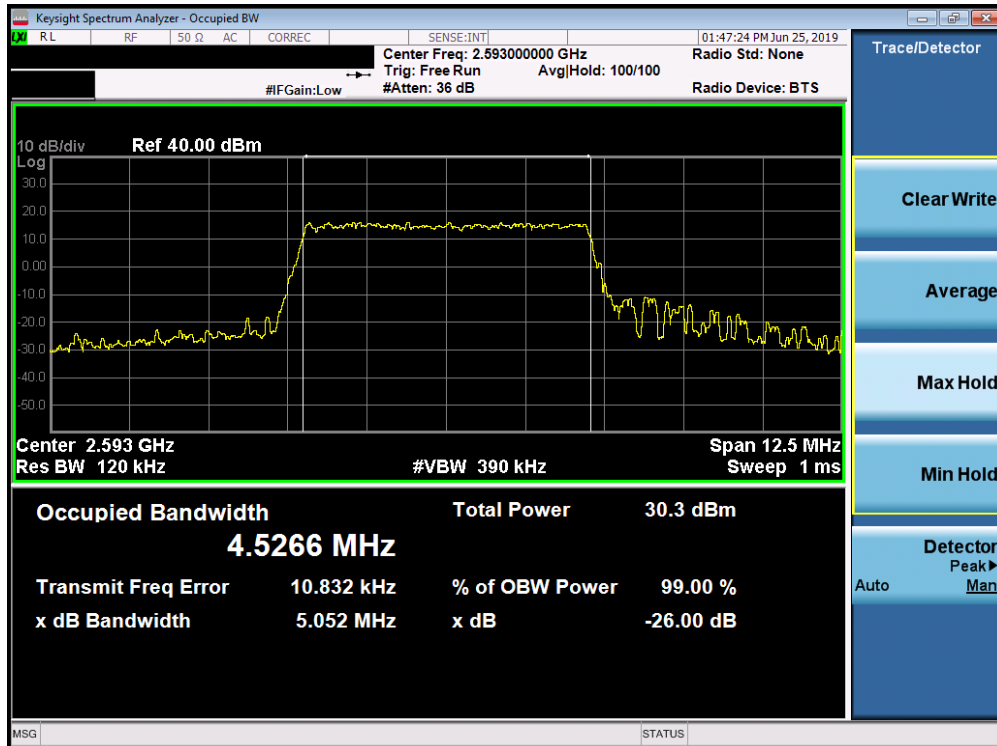 Keysight Spectrum Analyzer - Occupied BW
LXI RL RF 50 Ω AC CORREC SENSE:INT 01:47:24 PM Jun 25, 2019
Center Freq: 2.593000000 GHz Radio Std: None
Trig: Free Run Avg|Hold: 100/100
#IFGain:Low #Atten: 36 dB Radio Device: BTS
10 dB/div Ref 40.00 dBm
Log
30.0
20.0
10.0
0.00
-10.0
-20.0
-30.0
-40.0
-50.0
Center 2.593 GHz Span 12.5 MHz
Res BW 120 kHz #VBW 390 kHz Sweep 1 ms
Occupied Bandwidth Total Power 30.3 dBm
4.5266 MHz
Transmit Freq Error 10.832 kHz % of OBW Power 99.00 %
x dB Bandwidth 5.052 MHz x dB -26.00 dB
MSG STATUS
Trace/Detector
Clear Write
Average
Max Hold
Min Hold
Detector
Peak▶
Auto Man